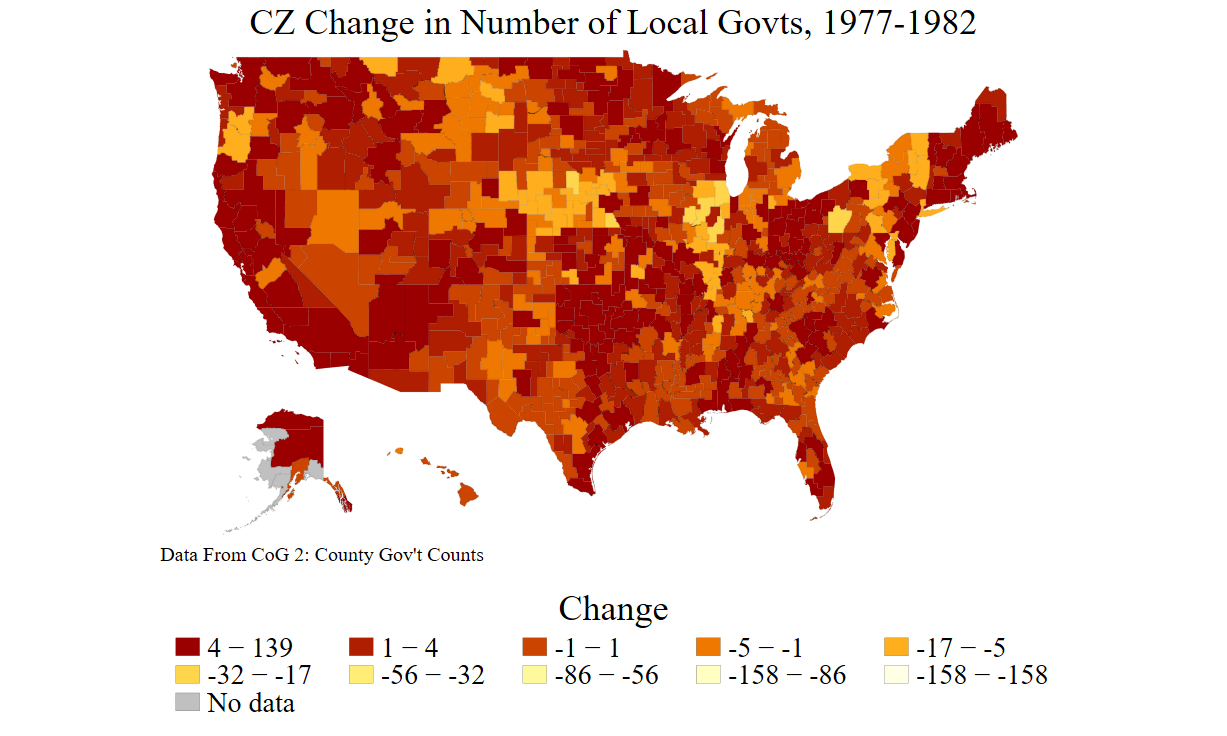 CZ Change in Number of Local Govts, 1977-1982
Data From CoG 2: County Gov't Counts
Change
4 − 139 1 − 4 -1 − 1 -5 − -1 -17 − -5
-32 − -17 -56 − -32 -86 − -56 -158 − -86 -158 − -158
No data